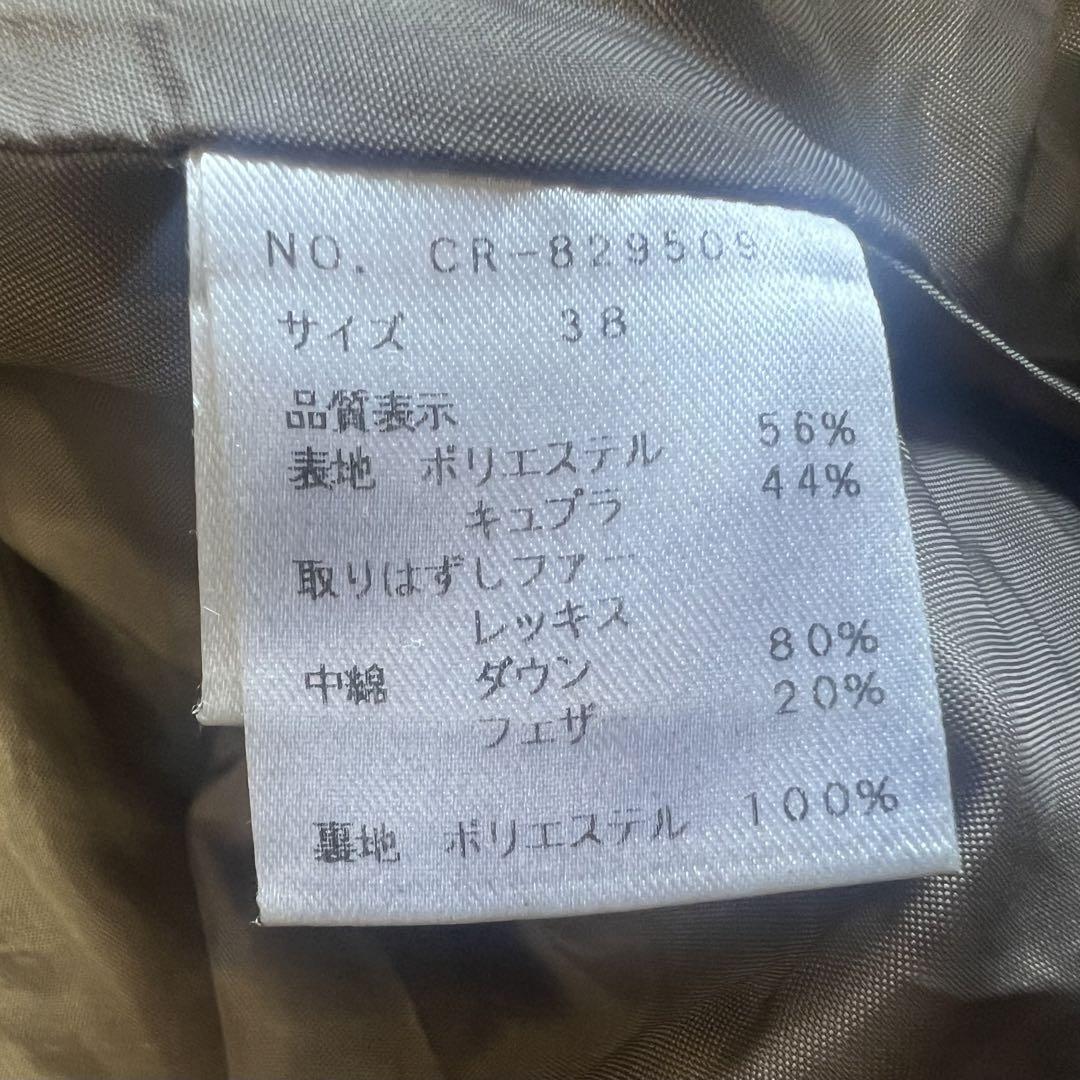 NO. CR-829509
サイズ 38
品質表示
表地 ポリエステル 56%
キュプラ 44%
取りはずしファー
レッキス
中綿 ダウン 80%
フェザー 20%
裏地 ポリエステル 100%